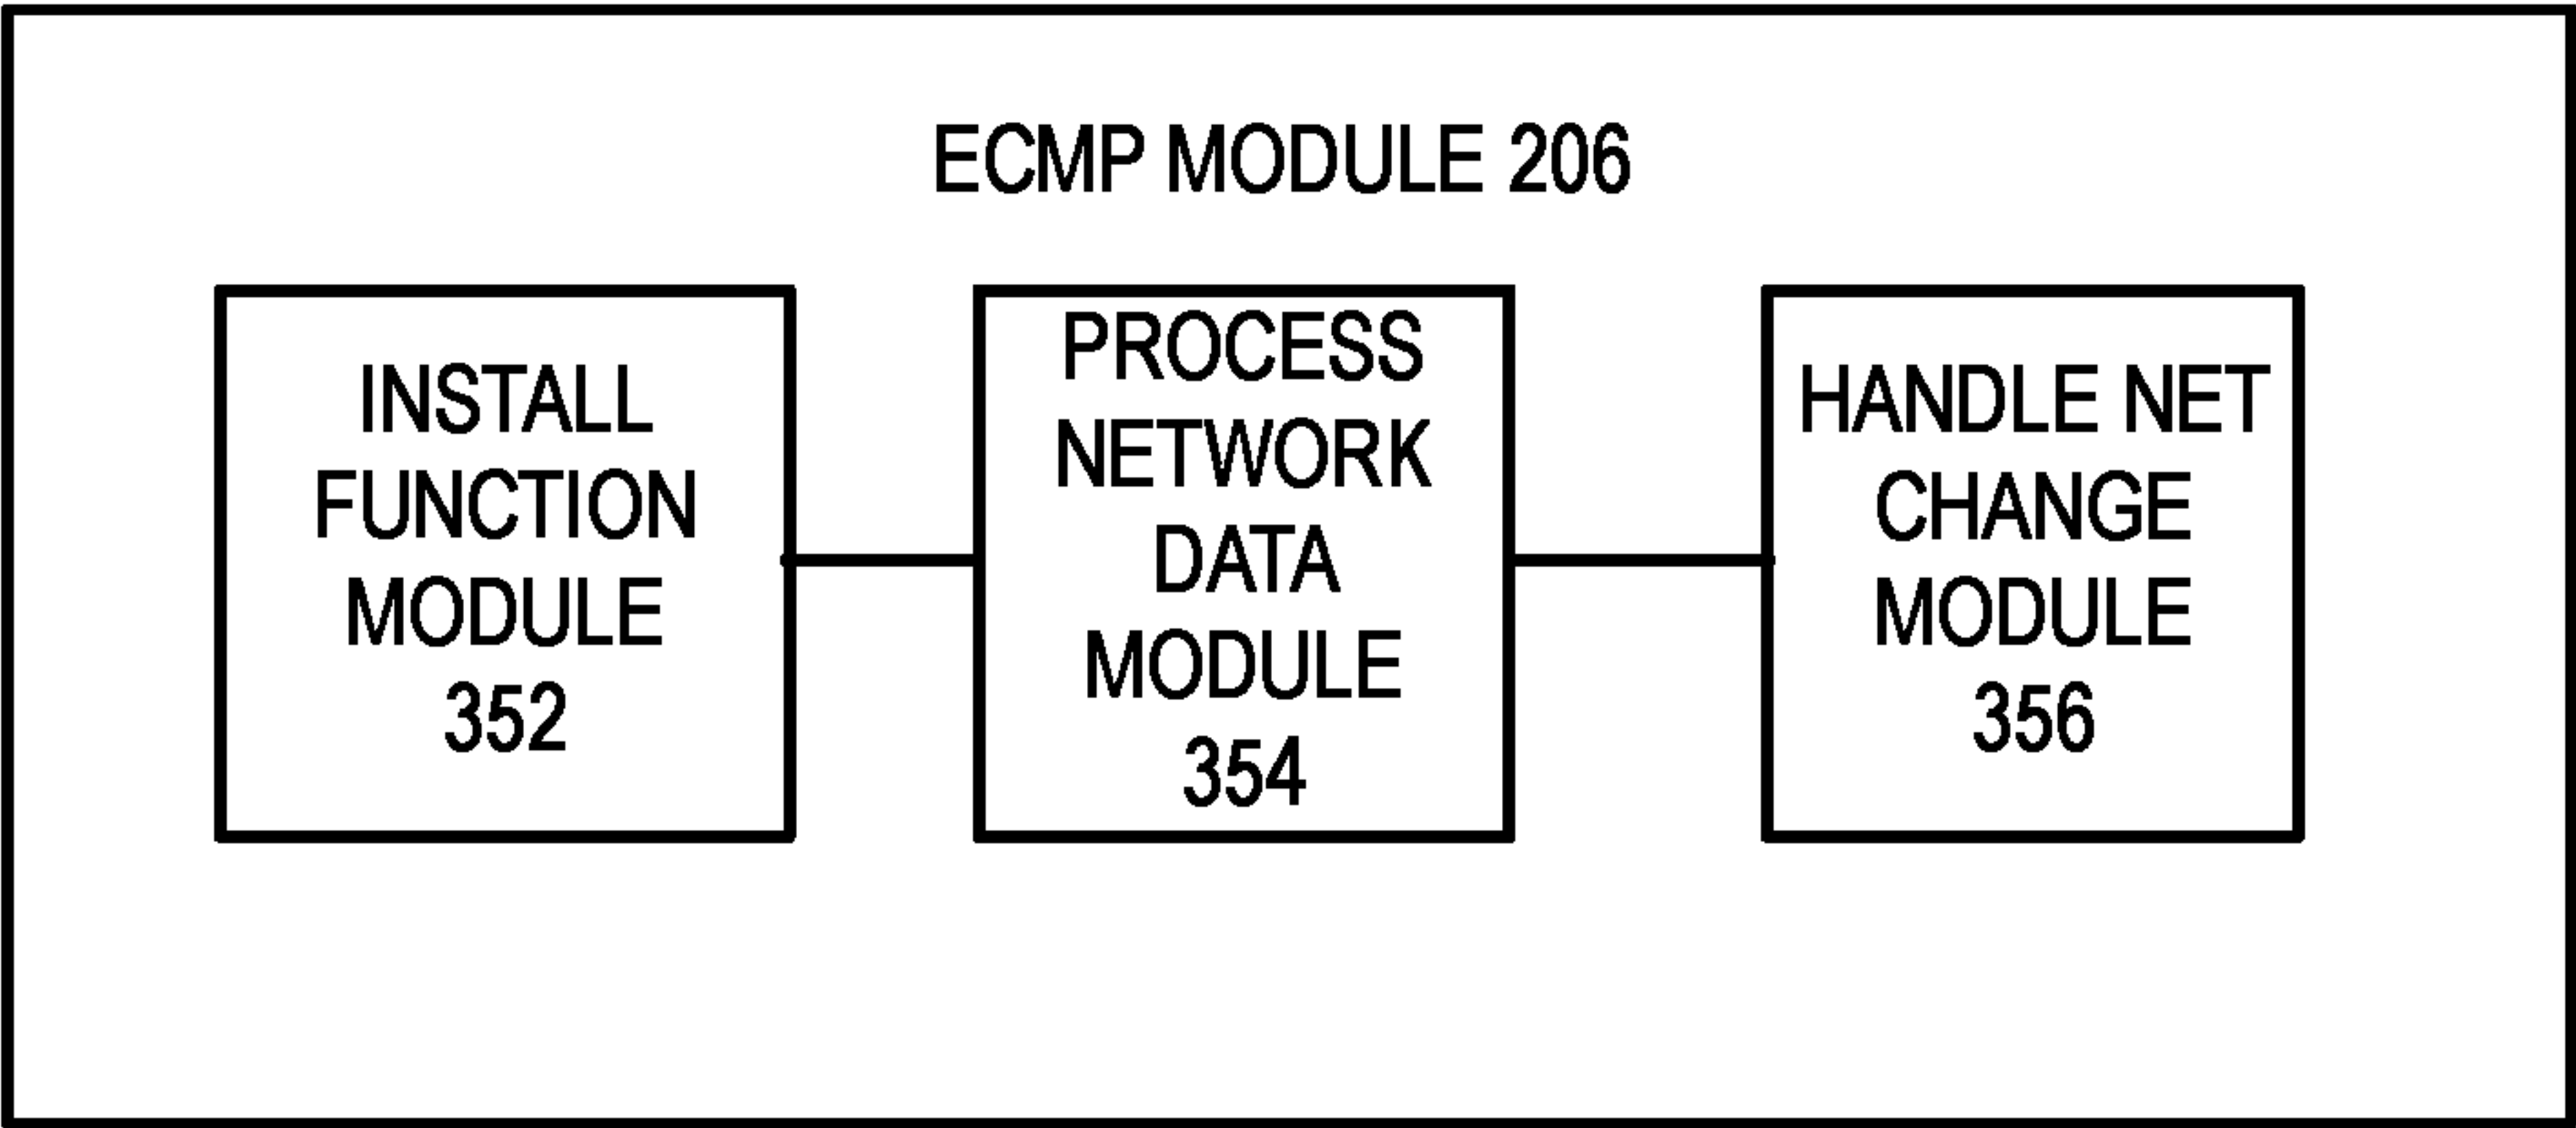 ECMP MODULE 206
INSTALL
FUNCTION
MODULE
352
PROCESS
NETWORK
DATA
MODULE
354
HANDLE NET
CHANGE
MODULE
356